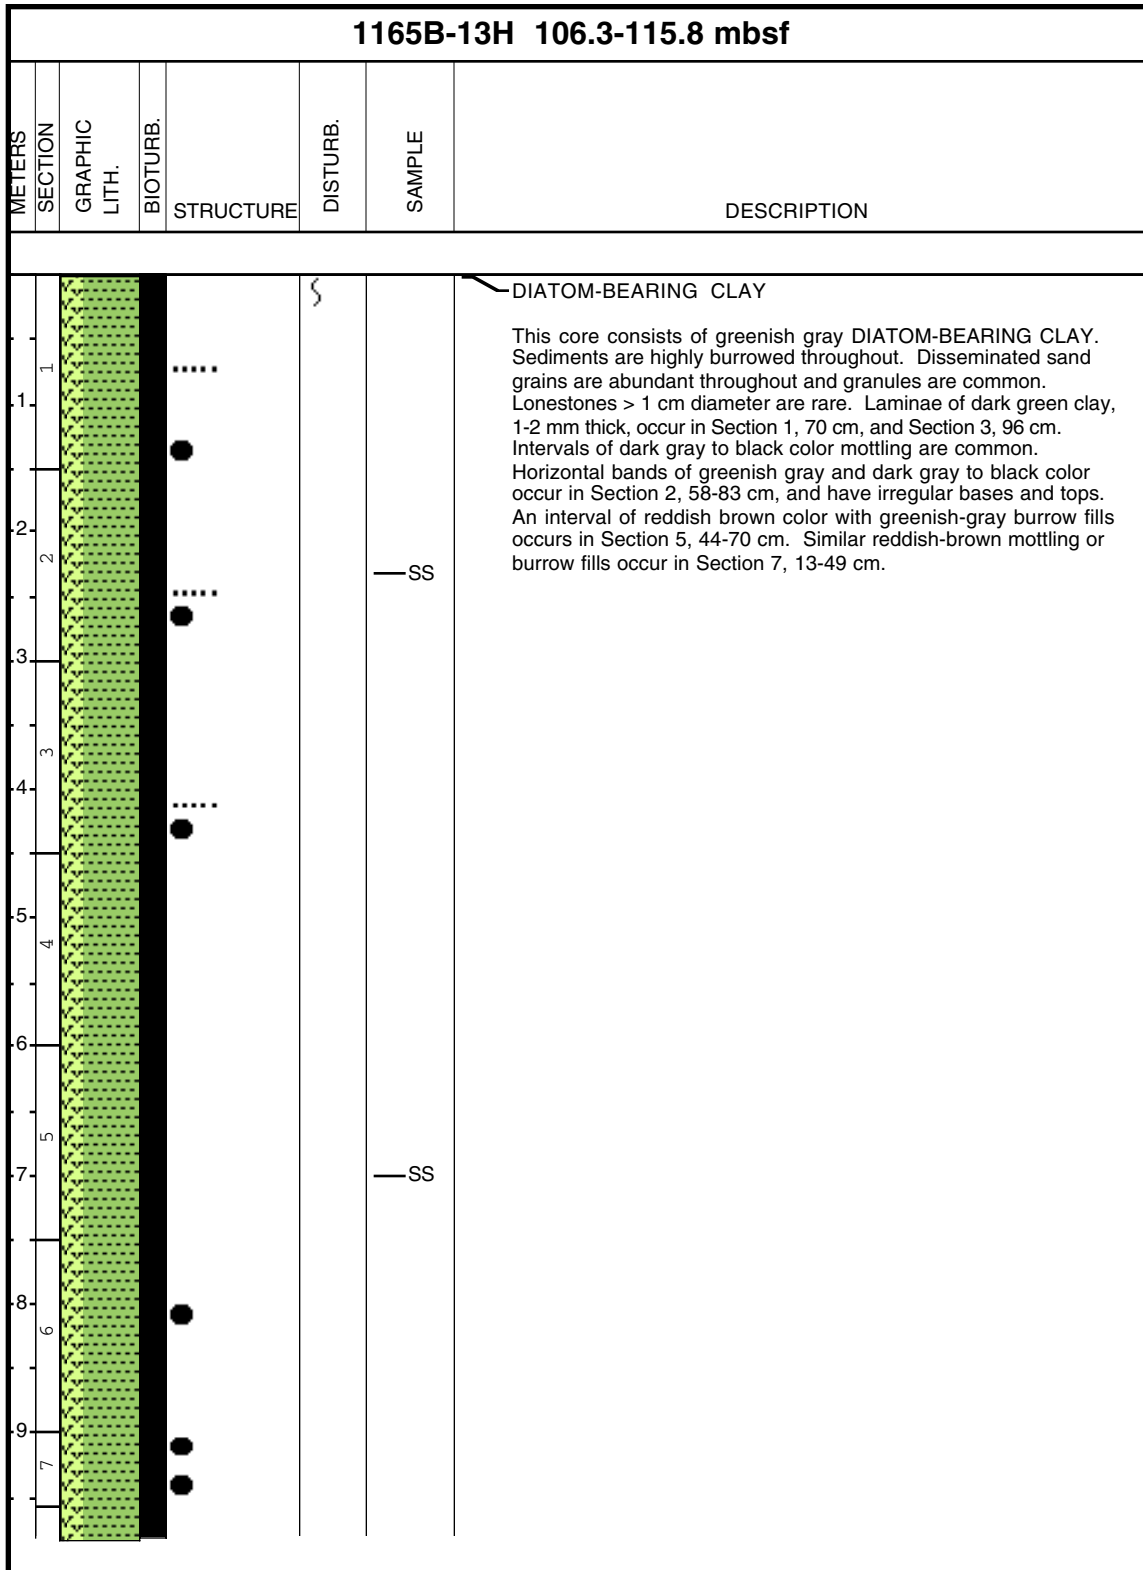 1165B-13H 106.3-115.8 mbsf
METERS
SECTION
GRAPHIC
LITH.
BIOTURB.
STRUCTURE
DISTURB.
SAMPLE
DESCRIPTION
DIATOM-BEARING CLAY
This core consists of greenish gray DIATOM-BEARING CLAY.
Sediments are highly burrowed throughout. Disseminated sand
grains are abundant throughout and granules are common.
Lonestones > 1 cm diameter are rare. Laminae of dark green clay,
1-2 mm thick, occur in Section 1, 70 cm, and Section 3, 96 cm.
Intervals of dark gray to black color mottling are common.
Horizontal bands of greenish gray and dark gray to black color
occur in Section 2, 58-83 cm, and have irregular bases and tops.
An interval of reddish brown color with greenish-gray burrow fills
occurs in Section 5, 44-70 cm. Similar reddish-brown mottling or
burrow fills occur in Section 7, 13-49 cm.
1
1
2
2
SS
3
3
4
5
4
6
5
7
SS
8
6
9
7